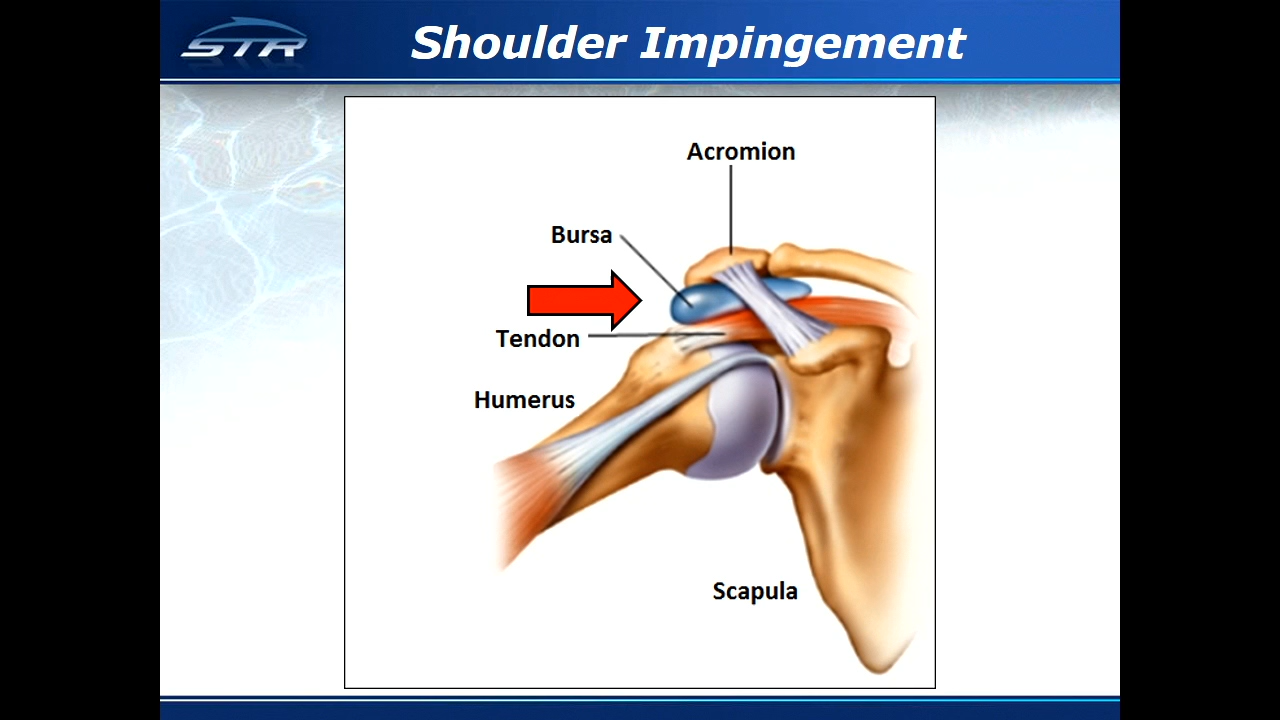 STR
Shoulder Impingement
Acromion
Bursa
Tendon
Humerus
Scapula